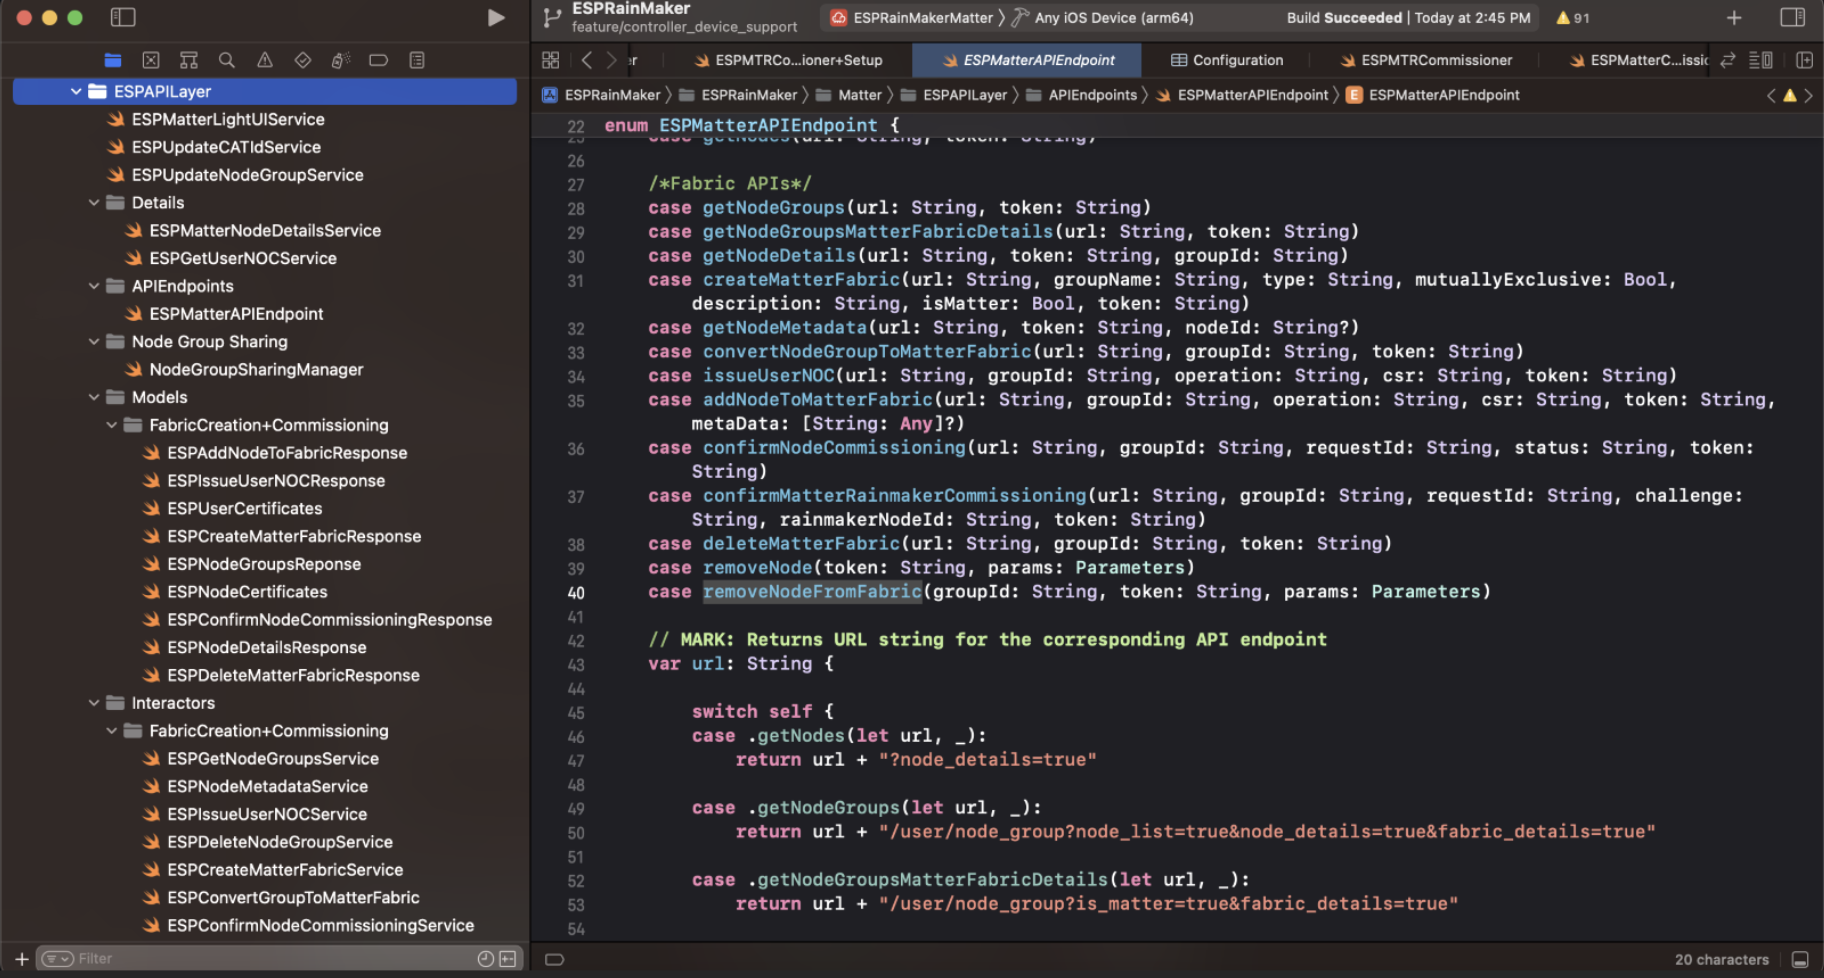 ESPRainMaker
feature/controller_device_support
ESPRainMakerMatter 〉 Any iOS Device (arm64)
Build Succeeded | Today at 2:45 PM
91
er
ESPMTRCo...ioner+Setup
ESPMatterAPIEndpoint
Configuration
ESPMTRCommissioner
ESPMatterC...issic
ESPRainMaker 〉 ESPRainMaker 〉 Matter 〉 ESPAPILayer 〉 APIEndpoints 〉 ESPMatterAPIEndpoint 〉 E ESPMatterAPIEndpoint
ESPAPILayer
ESPMatterLightUIService
ESPUpdateCATIdService
ESPUpdateNodeGroupService
Details
ESPMatterNodeDetailsService
ESPGetUserNOCService
APIEndpoints
ESPMatterAPIEndpoint
Node Group Sharing
NodeGroupSharingManager
Models
FabricCreation+Commissioning
ESPAddNodeToFabricResponse
ESPIssueUserNOCResponse
ESPUserCertificates
ESPCreateMatterFabricResponse
ESPNodeGroupsReponse
ESPNodeCertificates
ESPConfirmNodeCommissioningResponse
ESPNodeDetailsResponse
ESPDeleteMatterFabricResponse
Interactors
FabricCreation+Commissioning
ESPGetNodeGroupsService
ESPNodeMetadataService
ESPIssueUserNOCService
ESPDeleteNodeGroupService
ESPCreateMatterFabricService
ESPConvertGroupToMatterFabric
ESPConfirmNodeCommissioningService
Filter
22 enum ESPMatterAPIEndpoint {
25 case getNodes(url: String, token: String)
26
27 /*Fabric APIs*/
28 case getNodeGroups(url: String, token: String)
29 case getNodeGroupsMatterFabricDetails(url: String, token: String)
30 case getNodeDetails(url: String, token: String, groupId: String)
31 case createMatterFabric(url: String, groupName: String, type: String, mutuallyExclusive: Bool,
description: String, isMatter: Bool, token: String)
32 case getNodeMetadata(url: String, token: String, nodeId: String?)
33 case convertNodeGroupToMatterFabric(url: String, groupId: String, token: String)
34 case issueUserNOC(url: String, groupId: String, operation: String, csr: String, token: String)
35 case addNodeToMatterFabric(url: String, groupId: String, operation: String, csr: String, token: String,
metaData: [String: Any]?)
36 case confirmNodeCommissioning(url: String, groupId: String, requestId: String, status: String, token:
String)
37 case confirmMatterRainmakerCommissioning(url: String, groupId: String, requestId: String, challenge:
String, rainmakerNodeId: String, token: String)
38 case deleteMatterFabric(url: String, groupId: String, token: String)
39 case removeNode(token: String, params: Parameters)
40 case removeNodeFromFabric(groupId: String, token: String, params: Parameters)
41
42 // MARK: Returns URL string for the corresponding API endpoint
43 var url: String {
44
45 switch self {
46 case .getNodes(let url, _):
47 return url + "?node_details=true"
48
49 case .getNodeGroups(let url, _):
50 return url + "/user/node_group?node_list=true&node_details=true&fabric_details=true"
51
52 case .getNodeGroupsMatterFabricDetails(let url, _):
53 return url + "/user/node_group?is_matter=true&fabric_details=true"
54
20 characters